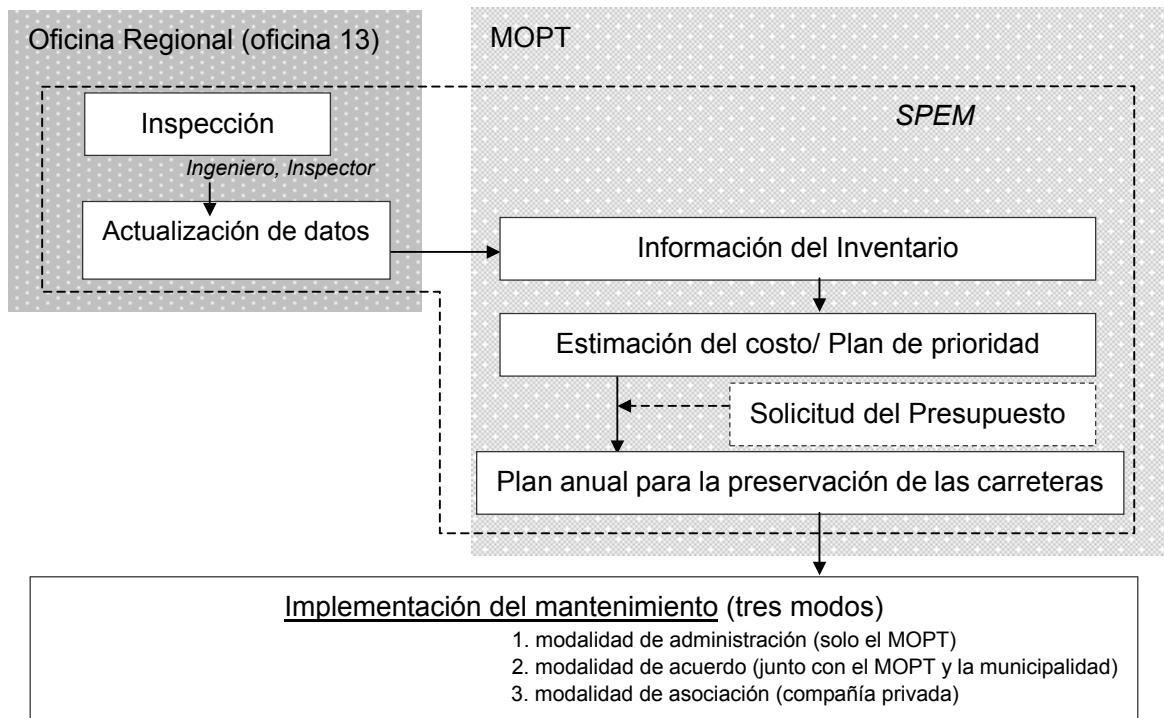 Oficina Regional (oficina 13)
MOPT
SPEM
Inspección
Ingeniero, Inspector
Actualización de datos
Información del Inventario
Estimación del costo/ Plan de prioridad
Solicitud del Presupuesto
Plan anual para la preservación de las carreteras
Implementación del mantenimiento (tres modos)
1. modalidad de administración (solo el MOPT)
2. modalidad de acuerdo (junto con el MOPT y la municipalidad)
3. modalidad de asociación (compañía privada)